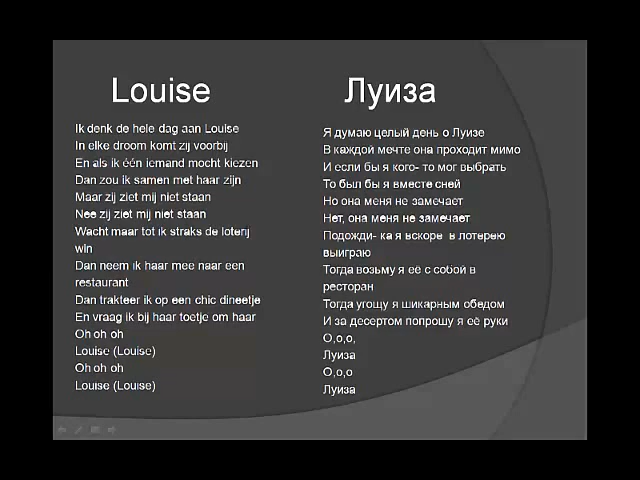 Louise
Ik denk de hele dag aan Louise
In elke droom komt zij voorbij
En als ik één iemand mocht kiezen
Dan zou ik samen met haar zijn
Maar zij ziet mij niet staan
Nee zij ziet mij niet staan
Wacht maar tot ik straks de loterij
win
Dan neem ik haar mee naar een
restaurant
Dan trakteer ik op een chic dineetje
En vraag ik bij haar toetje om haar
Oh oh oh
Louise (Louise)
Oh oh oh
Louise (Louise)
Луиза
Я думаю целый день о Луизе
В каждой мечте она проходит мимо
И если бы я кого- то мог выбрать
То был бы я вместе сней
Но она меня не замечает
Нет, она меня не замечает
Подожди- ка я вскоре в лотерею
выиграю
Тогда возьму я её с собой в
ресторан
Тогда угощу я шикарным обедом
И за десертом попрошу я её руки
О,о,о,
Луиза
О,о,о
Луиза